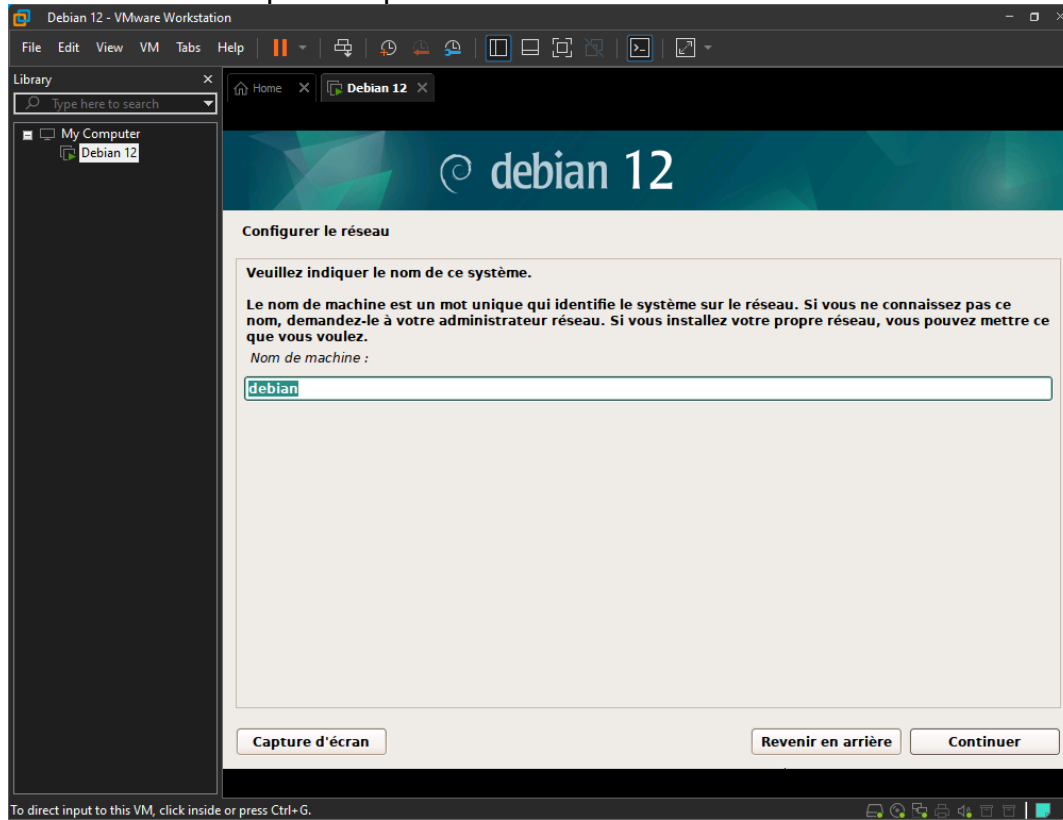 Debian 12 - VMware Workstation
File Edit View VM Tabs Help
Library
Type here to search
Home
Debian 12
My Computer
Debian 12
debian 12
Configurer le réseau
Veuillez indiquer le nom de ce système.
Le nom de machine est un mot unique qui identifie le système sur le réseau. Si vous ne connaissez pas ce
nom, demandez-le à votre administrateur réseau. Si vous installez votre propre réseau, vous pouvez mettre ce
que vous voulez.
Nom de machine :
debian
Capture d'écran
Revenir en arrière
Continuer
To direct input to this VM, click inside or press Ctrl+G.